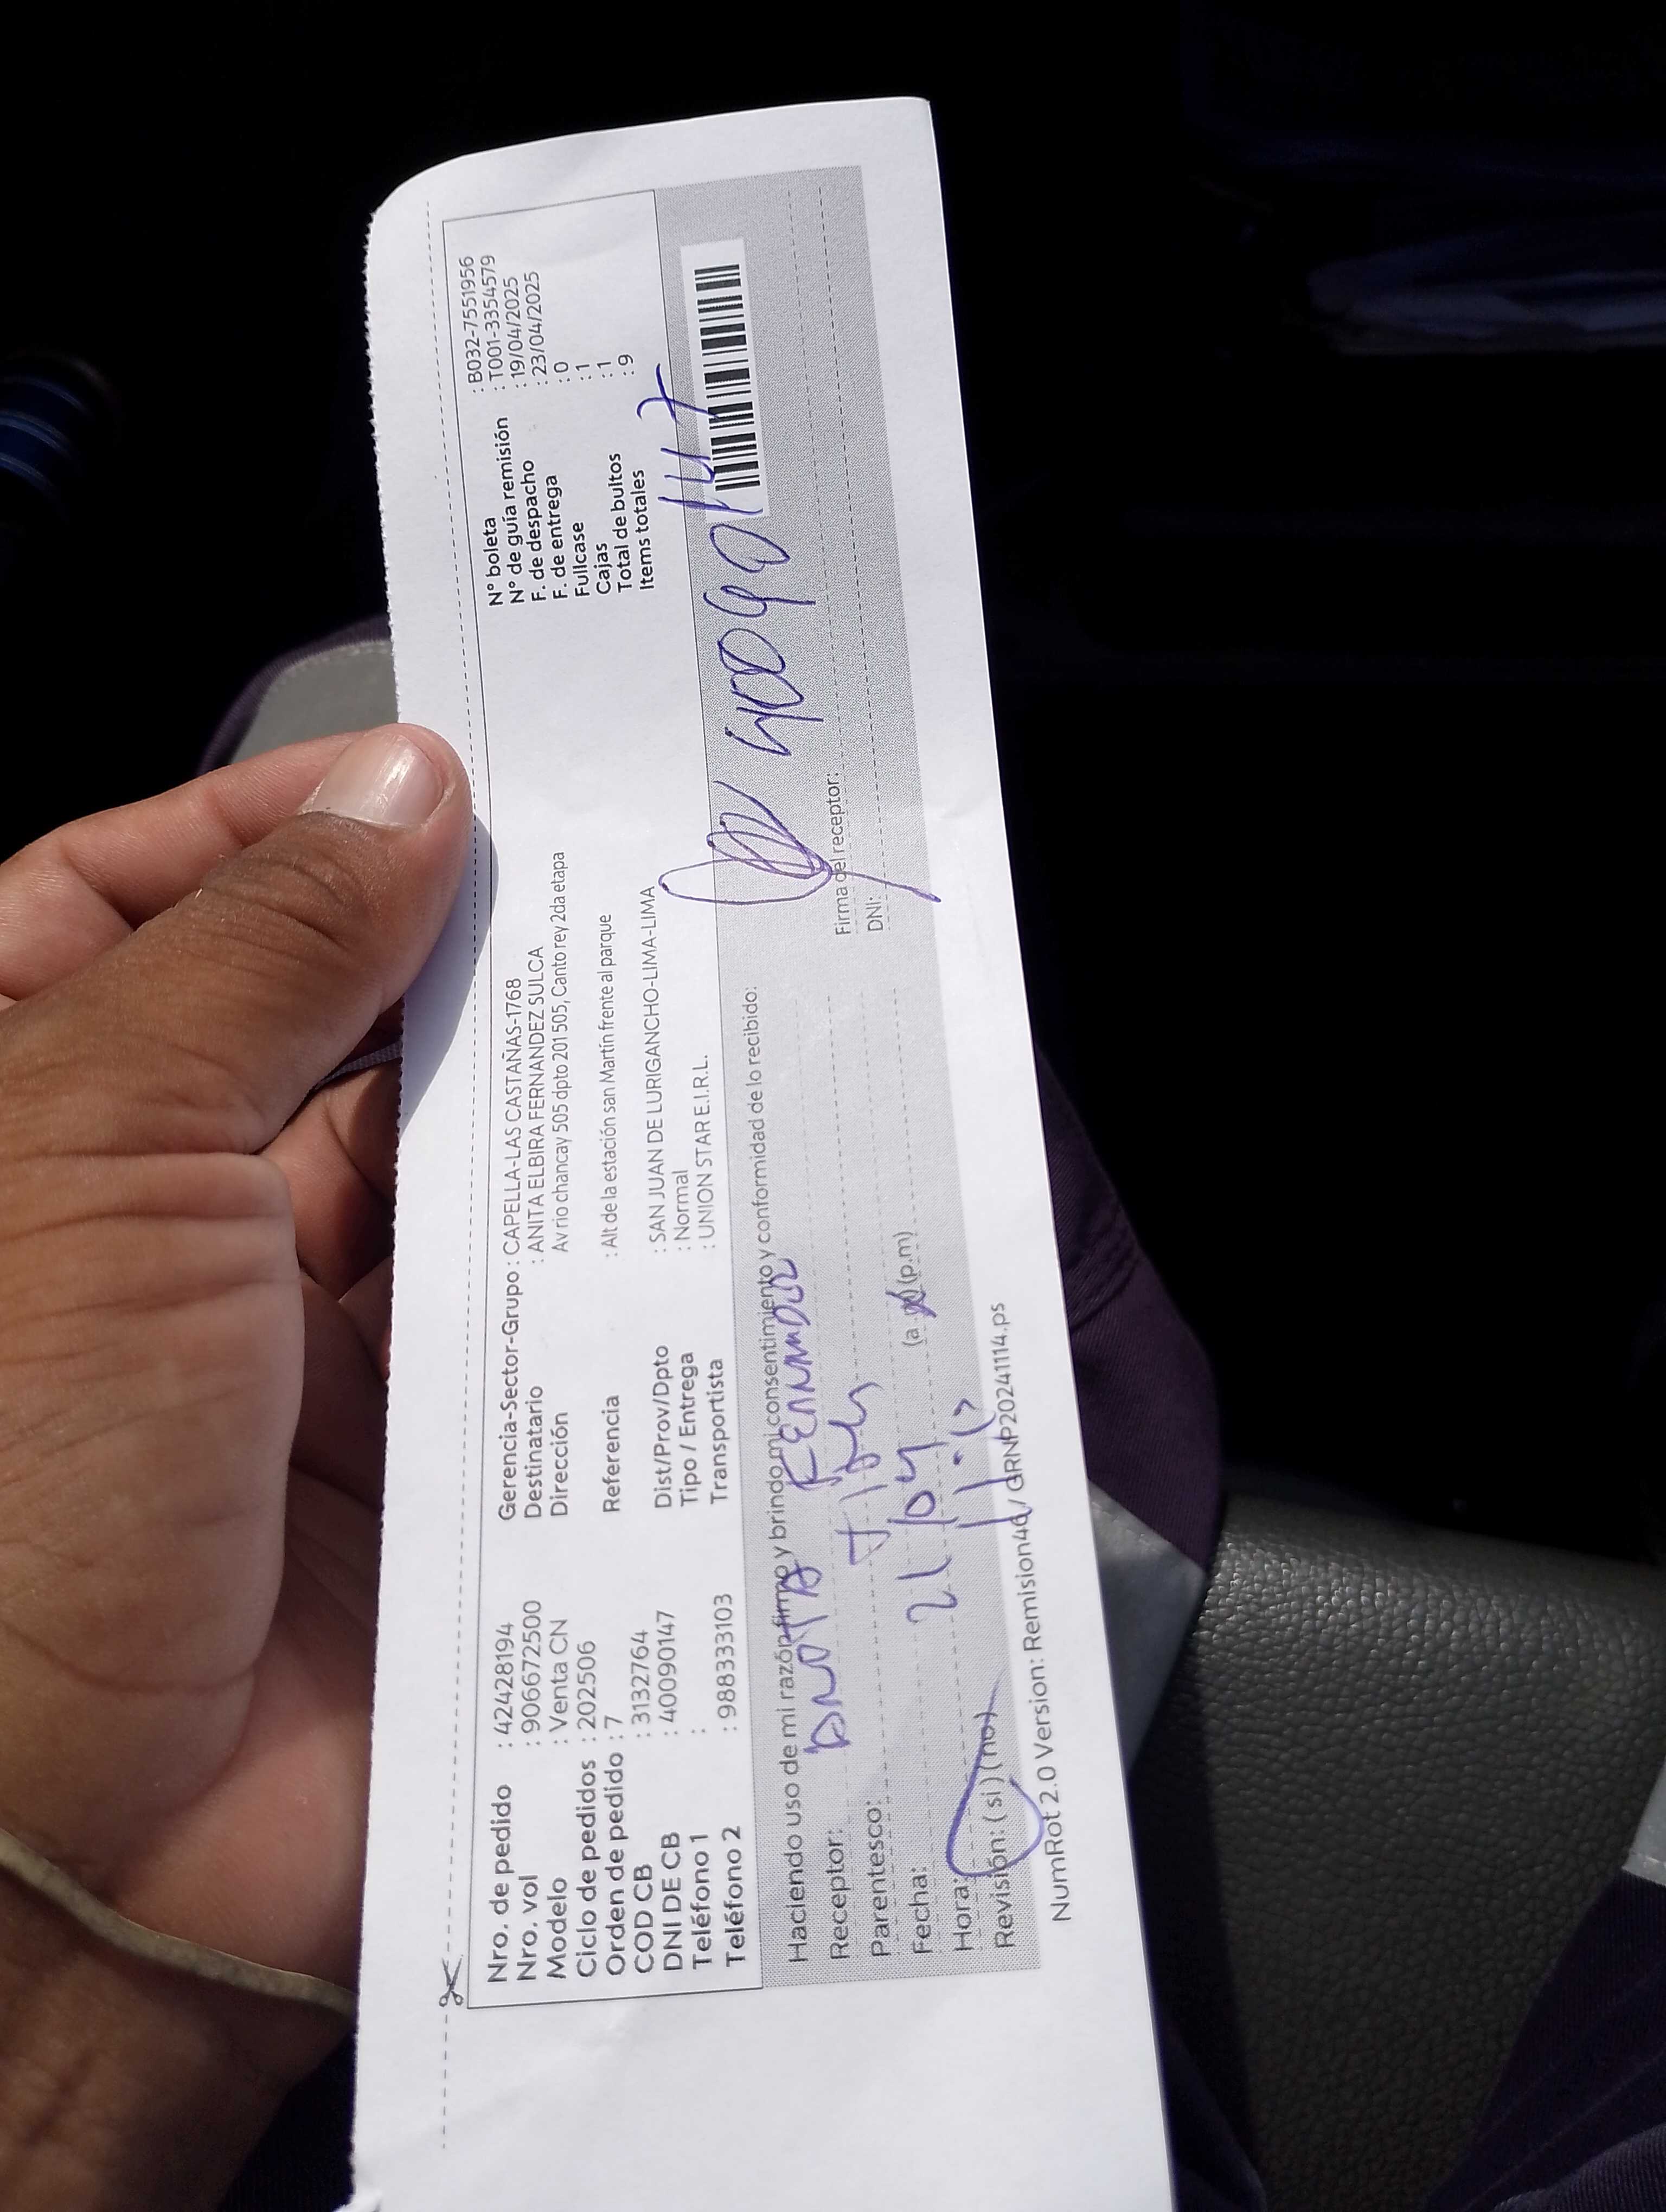 Nro. de pedido : 42428194
Nro. vol : 906672500
Modelo : Venta CN
Ciclo de pedidos : 202506
Orden de pedido : 7
COD CB : 3132764
DNI DE CB : 40090147
Teléfono 1 :
Teléfono 2 : 988333103
Gerencia-Sector-Grupo : CAPELLA-LAS CASTAÑAS-1768
Destinatario : ANITA ELBIRA FERNANDEZ SULCA
Dirección Av rio chancay 505 dpto 201 505, Canto rey 2da etapa
Referencia : Alt de la estación san Martín frente al parque
Dist/Prov/Dpto : SAN JUAN DE LURIGANCHO-LIMA-LIMA
Tipo / Entrega : Normal
Transportista : UNION STAR E.I.R.L.
N° boleta : B032-7551956
N° de guía remisión : T001-3354579
F. de despacho : 19/04/2025
F. de entrega : 23/04/2025
Fullcase : 0
Cajas : 1
Total de bultos : 1
Items totales : 9
Haciendo uso de mi razón firmo y brindo mi consentimiento y conformidad de lo recibido:
Receptor:
Parentesco:
Fecha: 21/04
Hora: (a.m)(p.m)
Revisión: (si) (no)
40090147
Firma del receptor:
DNI:
NumRot 2.0 Version: Remision46 / GRNP20241114.ps